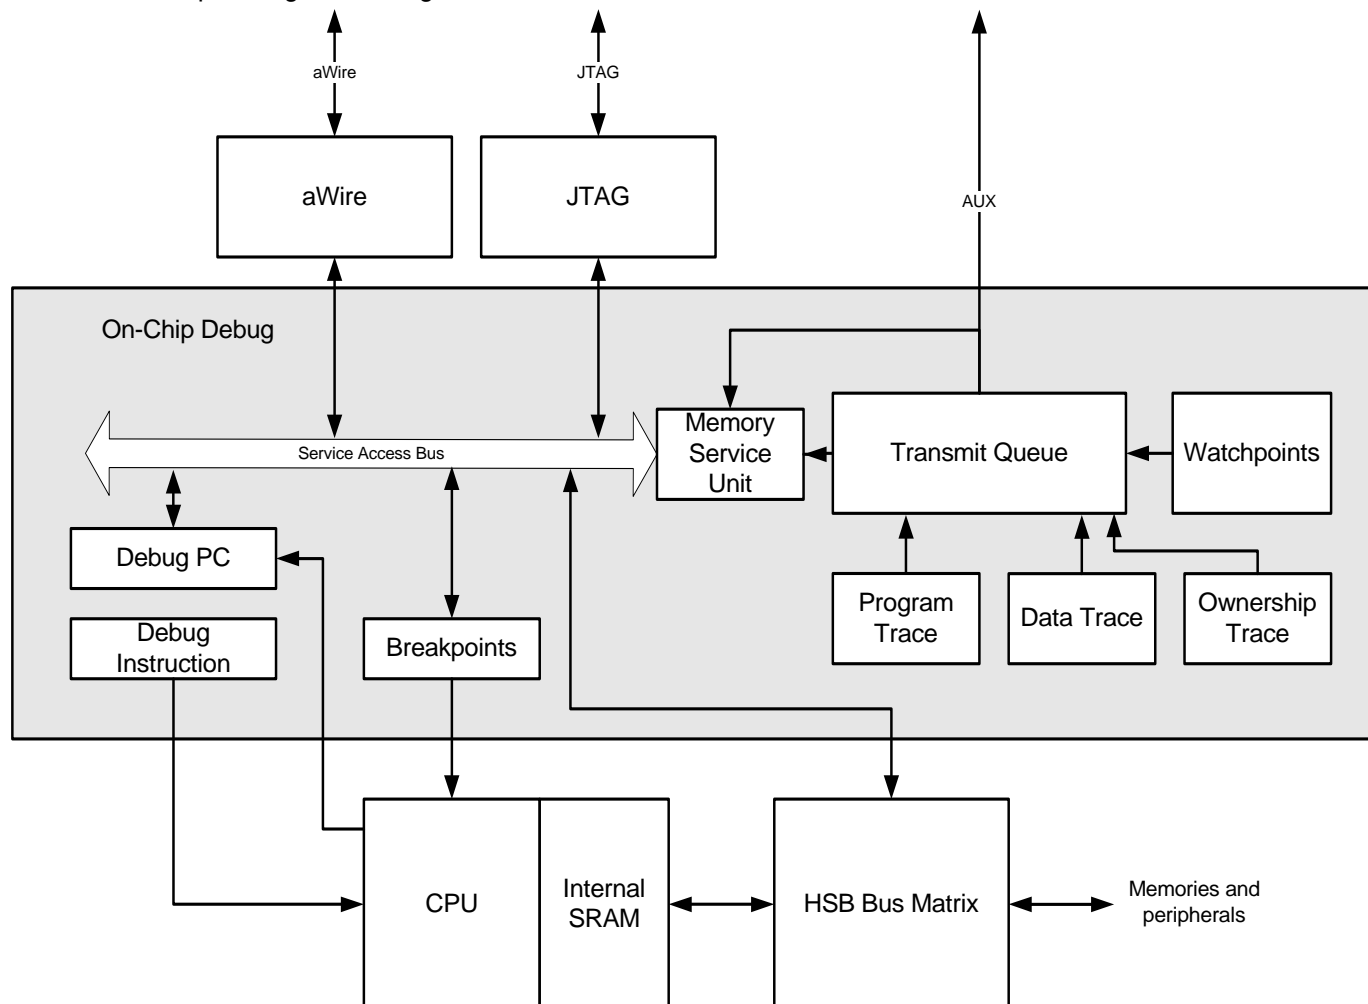 aWire
JTAG
aWire
JTAG
AUX
On-Chip Debug
Service Access Bus
Memory
Service
Unit
Transmit Queue
Watchpoints
Debug PC
Debug
Instruction
Breakpoints
Program
Trace
Data Trace
Ownership
Trace
CPU
Internal
SRAM
HSB Bus Matrix
Memories and
peripherals